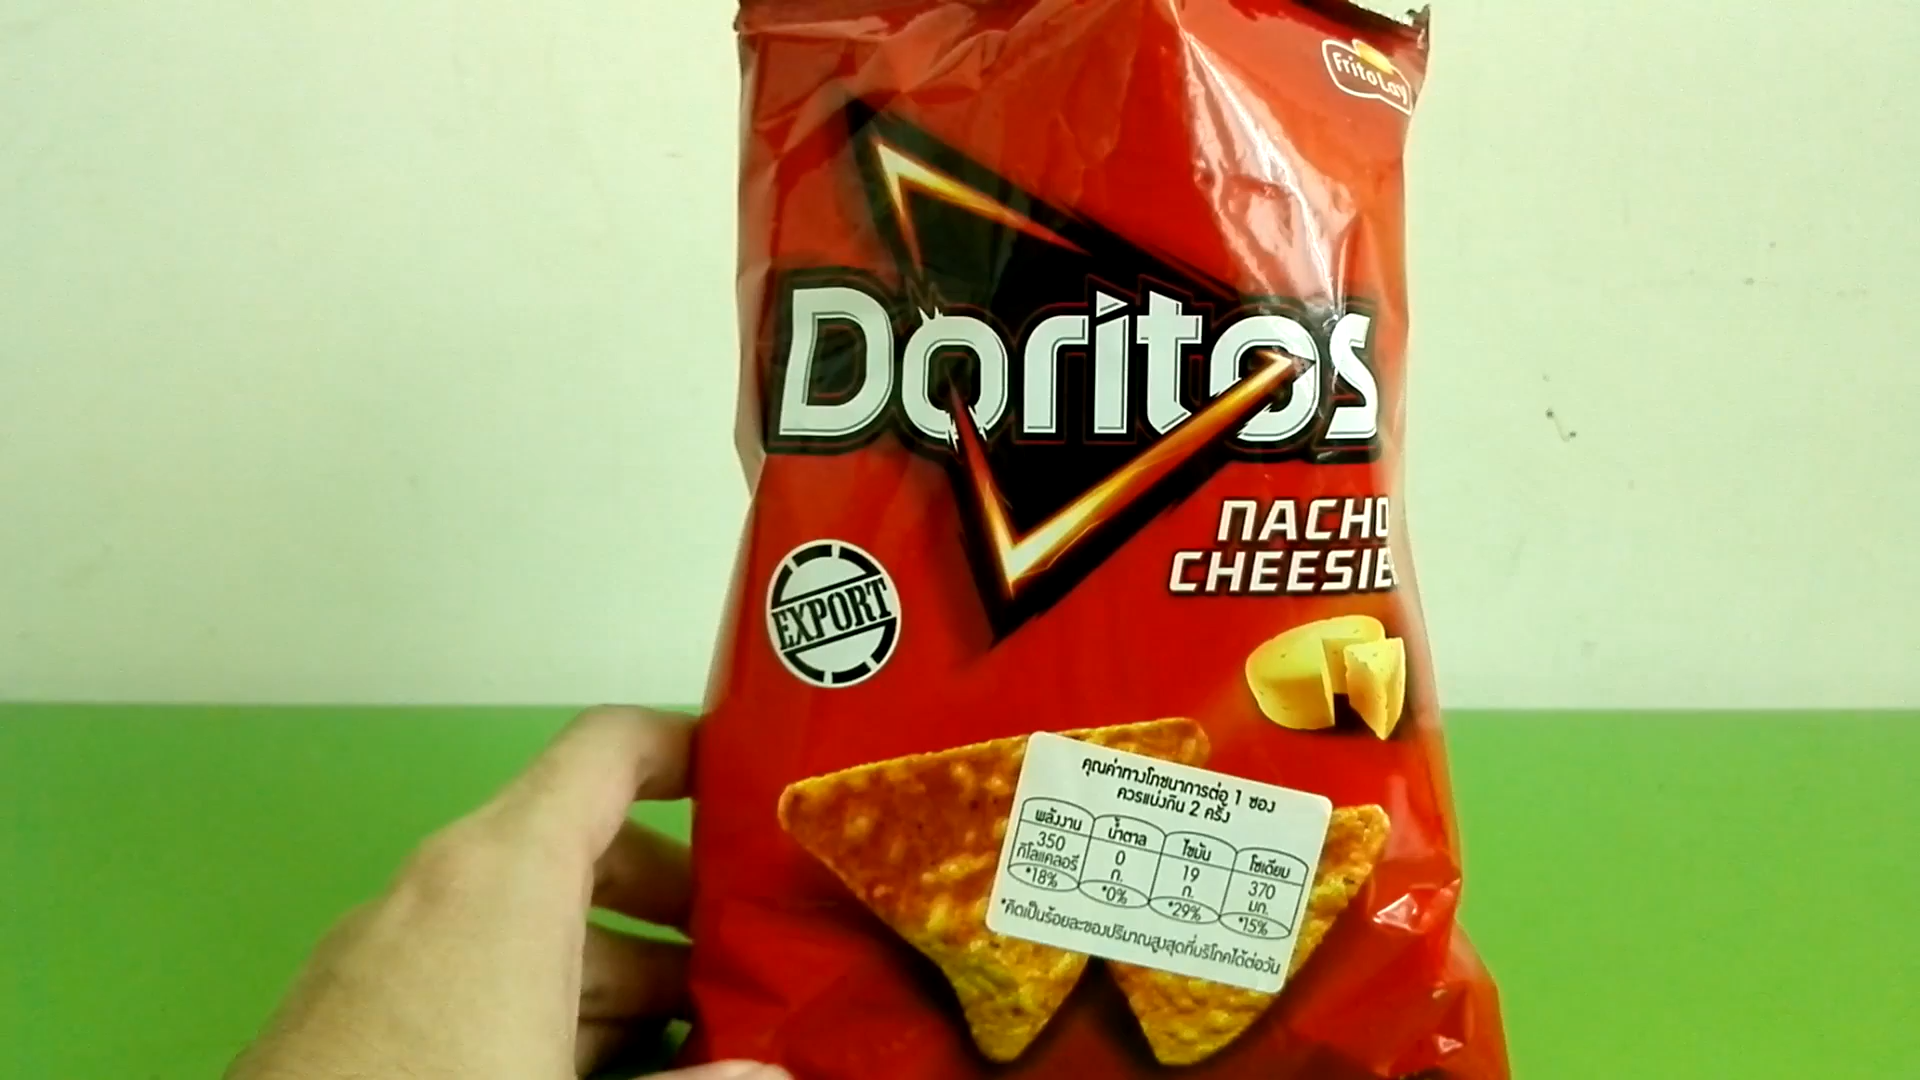 FritoLay
Doritos
NACHO
CHEESIE
EXPORT
คุณค่าทางโภชนาการต่อ 1 ซอง
ควรแบ่งกิน 2 ครั้ง
พลังงาน น้ำตาล ไขมัน โซเดียม
350 0 19 370
กิโลแคลอรี ก. ก. มก.
*18% *0% *29% *15%
*คิดเป็นร้อยละของปริมาณสูงสุดที่บริโภคได้ต่อวัน